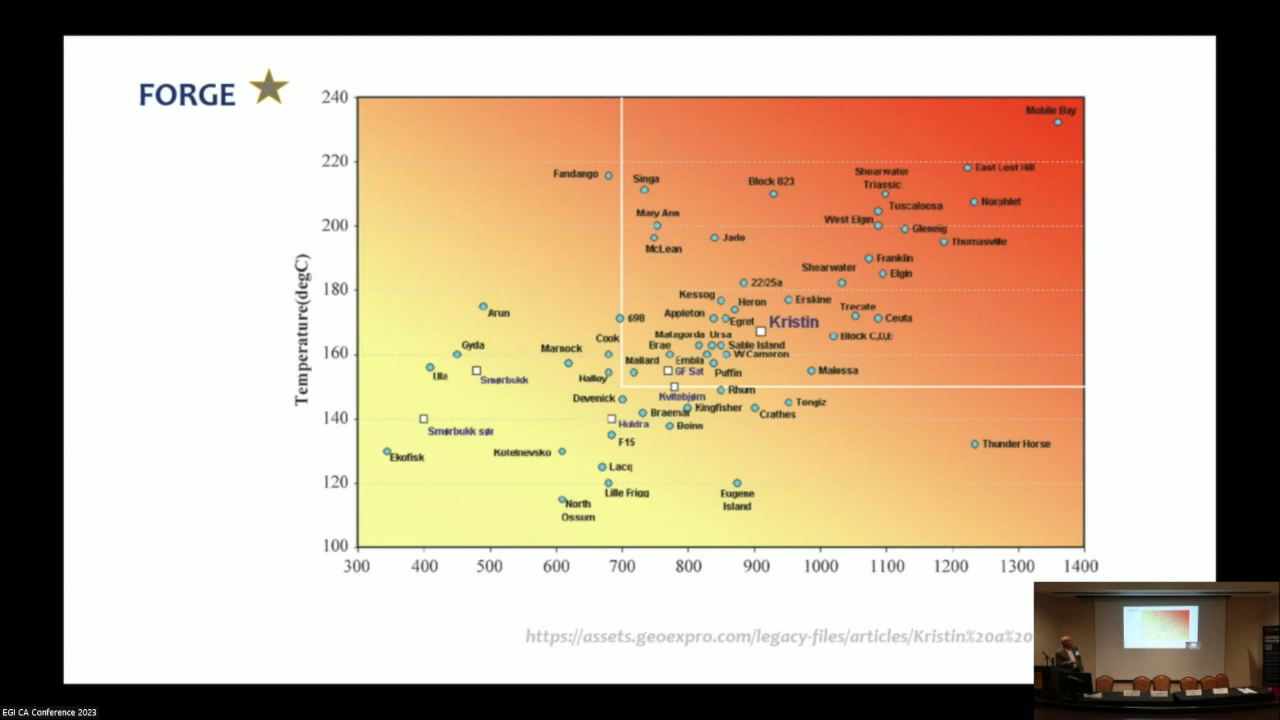 FORGE
Temperature(degC)
240
220
200
180
160
140
120
100
300
400
500
600
700
800
900
1000
1100
1200
1300
1400
Mobile Bay
East Lost Hill
Shearwater
Triassic
Fandango
Singa
Block 823
Norphlet
Tuscaloosa
Mary Ann
West Elgin
Glenelg
Jade
McLean
Thomasville
Franklin
Shearwater
Elgin
22/25a
Kessog
Heron
Erskine
Trecate
Arun
698
Appleton
Egret
Kristin
Ceuta
Cook
Matagorda
Ursa
Block C,D,E
Gyda
Marnock
Brae
Sable Island
Mallard
Embla
W Cameron
Ula
Smørbukk
Halley
GF Sat
Puffin
Malossa
Devenick
Kvitebjørn
Rhum
Braemar
Kingfisher
Tengiz
Crathes
Smørbukk sør
Huldra
Boinn
F15
Thunder Horse
Ekofisk
Kotelnevsko
Lacq
Lille Frigg
Eugene
Island
North
Ossum
https://assets.geoexpro.com/legacy-files/articles/Kristin%20a%20
EGI CA Conference 2023